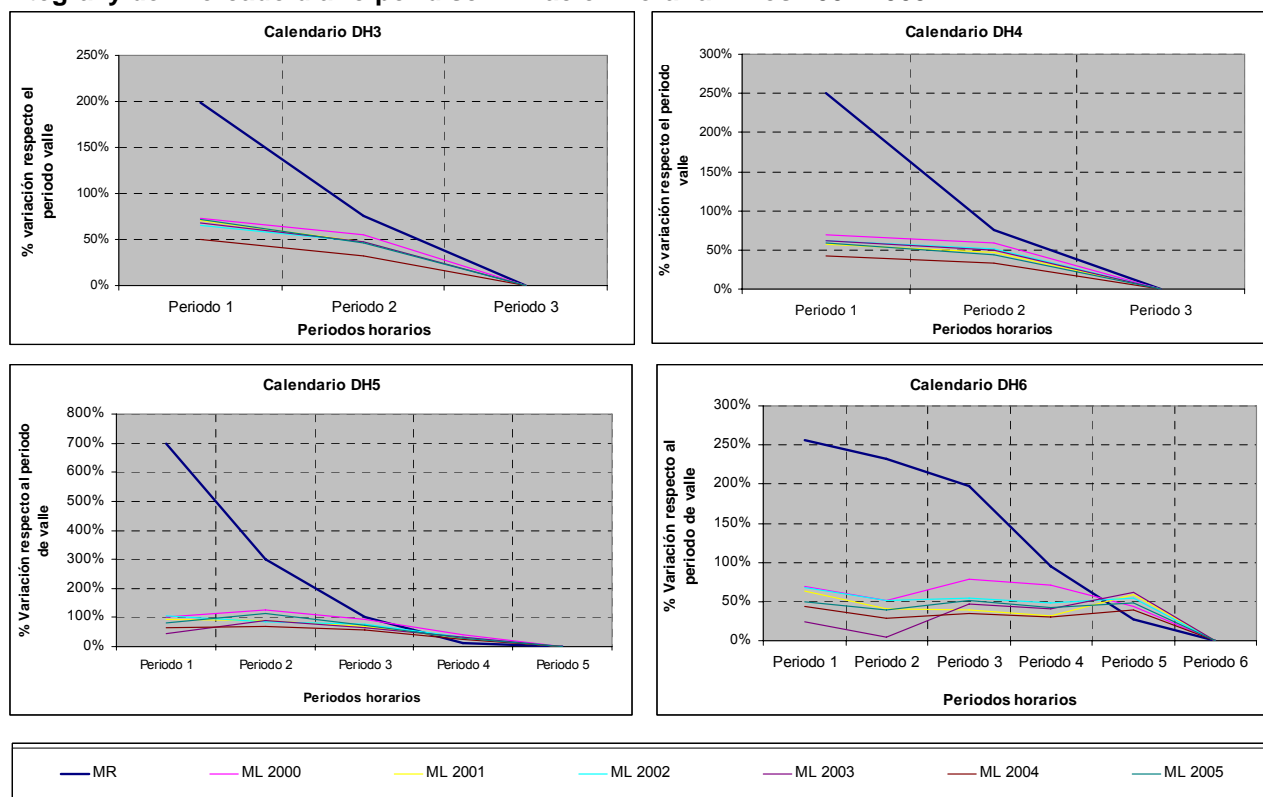 Calendario DH3
250%
200%
150%
100%
50%
0%
% variación respecto el
periodo valle
Periodo 1 Periodo 2 Periodo 3
Periodos horarios
Calendario DH4
300%
250%
200%
150%
100%
50%
0%
% variación respecto el periodo
valle
Periodo 1 Periodo 2 Periodo 3
Periodos horarios
Calendario DH5
800%
700%
600%
500%
400%
300%
200%
100%
0%
% Variación respecto al periodo
de valle
Periodo 1 Periodo 2 Periodo 3 Periodo 4 Periodo 5
Periodos horarios
Calendario DH6
300%
250%
200%
150%
100%
50%
0%
% Variación respecto al
periodo de valle
Periodo 1 Periodo 2 Periodo 3 Periodo 4 Periodo 5 Periodo 6
Periodos horarios
MR ML 2000 ML 2001 ML 2002 ML 2003 ML 2004 ML 2005